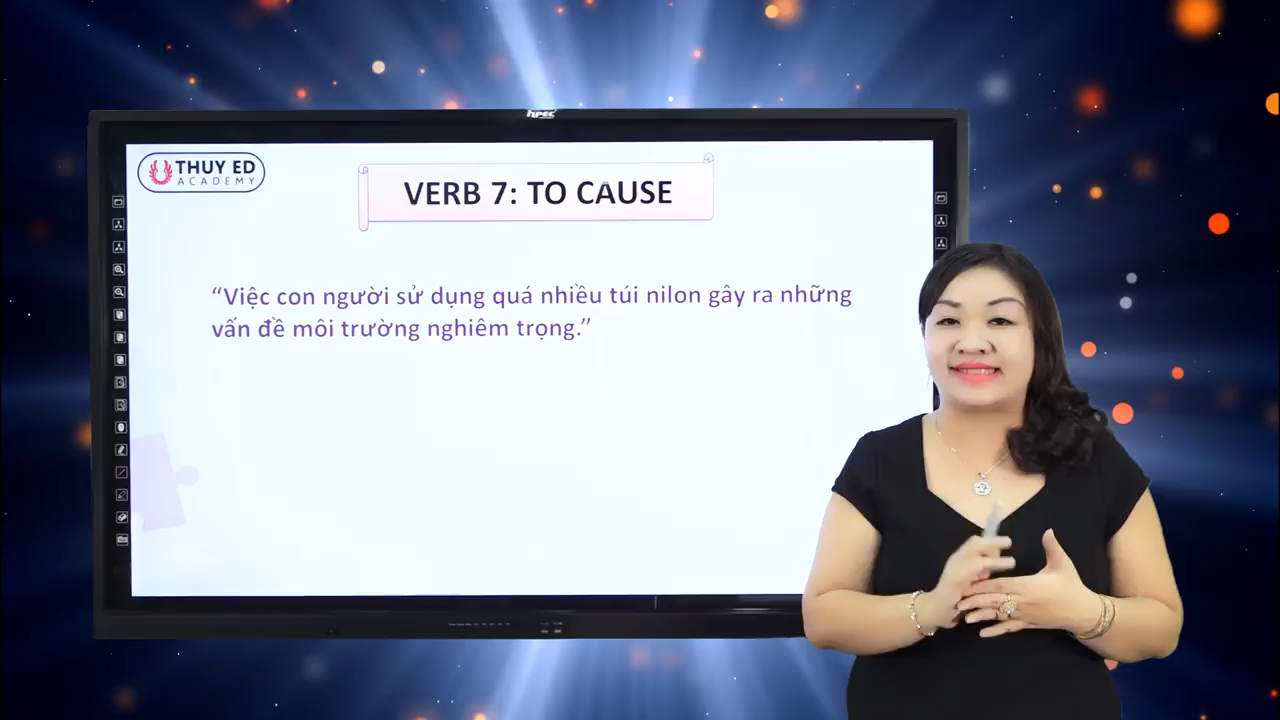 HPEC
THUY ED
ACADEMY
VERB 7: TO CAUSE
“Việc con người sử dụng quá nhiều túi nilon gây ra những
vấn đề môi trường nghiêm trọng.”